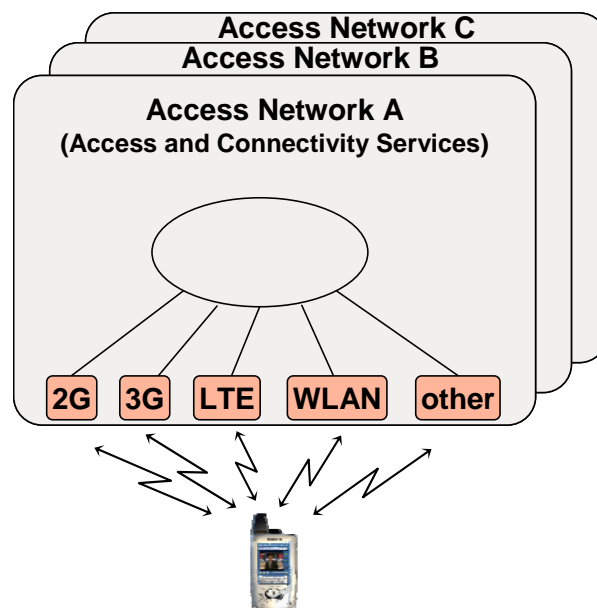 Access Network C
Access Network B
Access Network A
(Access and Connectivity Services)
2G 3G LTE WLAN other